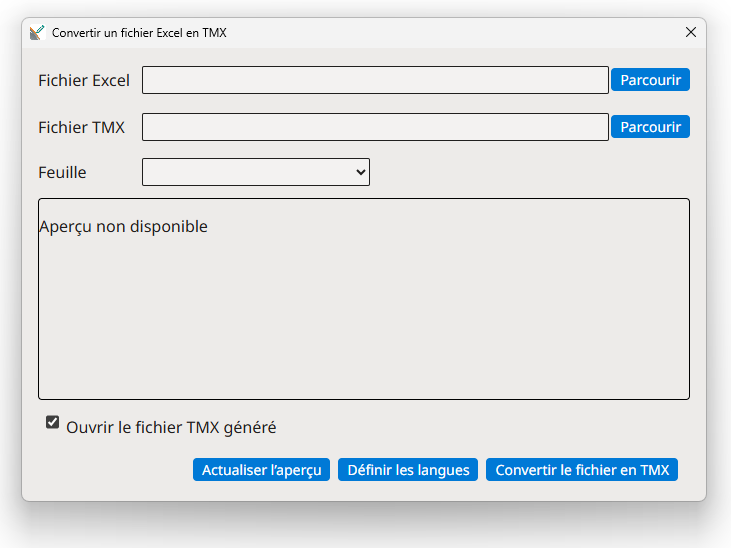 Convertir un fichier Excel en TMX
Fichier Excel
Parcourir
Fichier TMX
Parcourir
Feuille
Aperçu non disponible
Ouvrir le fichier TMX généré
Actualiser l’aperçu
Définir les langues
Convertir le fichier en TMX